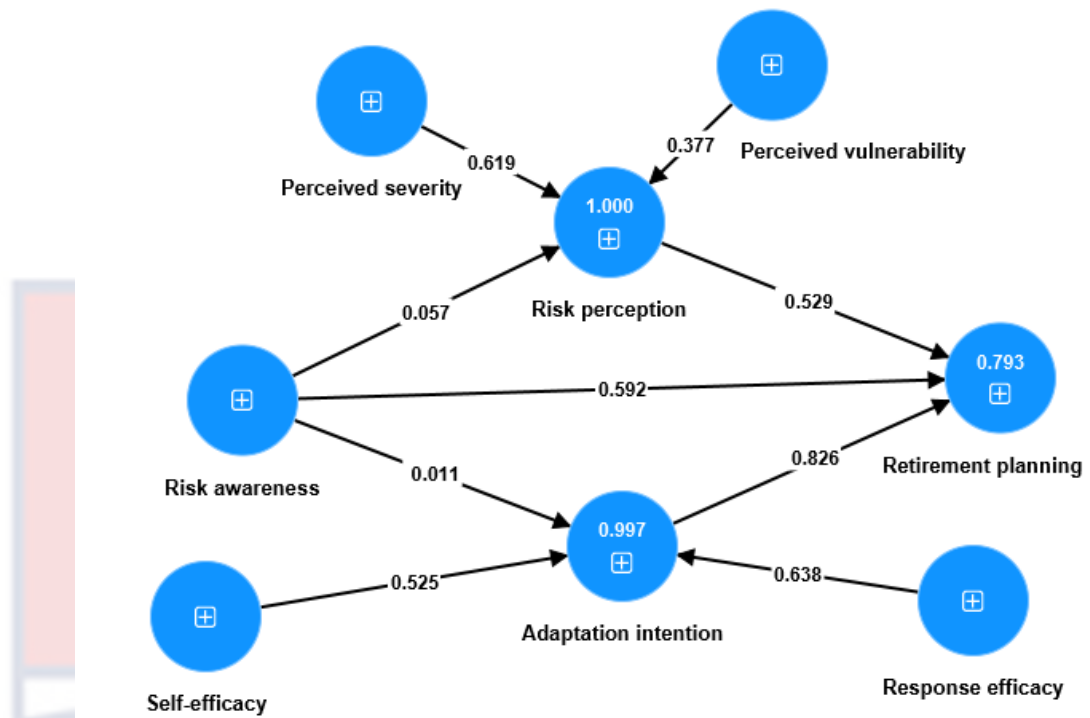 0.619
0.377
Perceived vulnerability
Perceived severity
1.000
Risk perception
0.057
0.529
0.592
0.793
Retirement planning
Risk awareness
0.011
0.826
0.997
0.525
0.638
Adaptation intention
Self-efficacy
Response efficacy